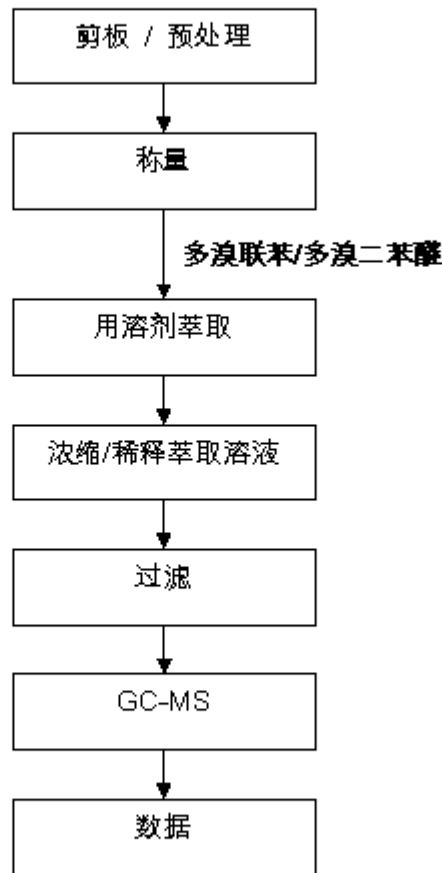 剪板 / 预处理
称量
多溴联苯/多溴二苯醚
用溶剂萃取
浓缩/稀释萃取溶液
过滤
GC-MS
数据